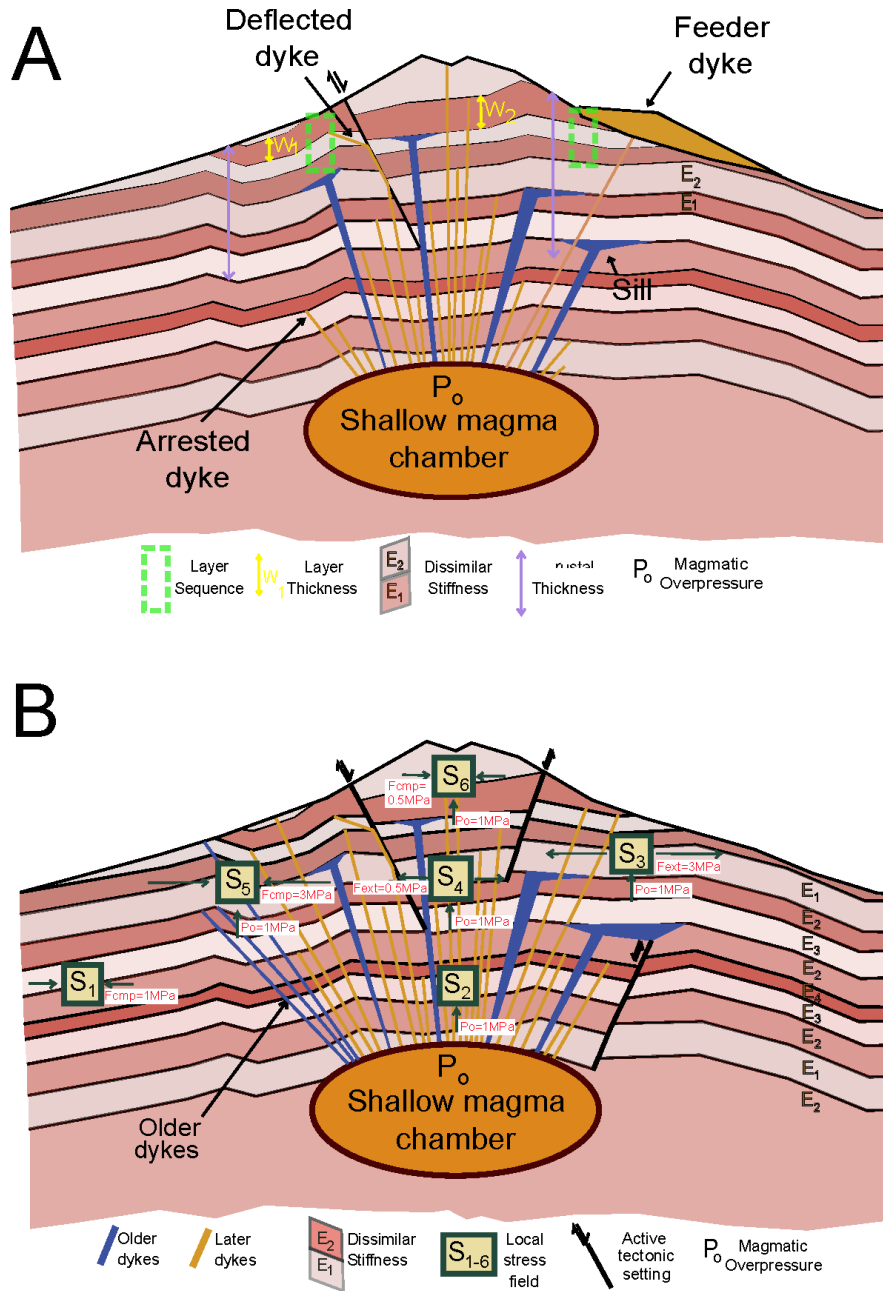 A
Deflected
dyke
Feeder
dyke
W1
W2
E2
E1
Sill
Arrested
dyke
Po
Shallow magma
chamber
Layer
Sequence
W1
Layer
Thickness
E2
E1
Dissimilar
Stiffness
Thickness
Po
Magmatic
Overpressure
B
S6
Fcmp=
0.5MPa
Po=1MPa
S3
Fext=3MPa
Po=1MPa
S5
Fcmp=3MPa
Po=1MPa
S4
Fext=0.5MPa
Po=1MPa
S1
Fcmp=1MPa
S2
Po=1MPa
E1
E2
E3
E2
E4
E3
E2
E1
E2
Older
dykes
Po
Shallow magma
chamber
Older
dykes
Later
dykes
E2
E1
Dissimilar
Stiffness
S1-6
Local
stress
field
Active
tectonic
setting
Po
Magmatic
Overpressure